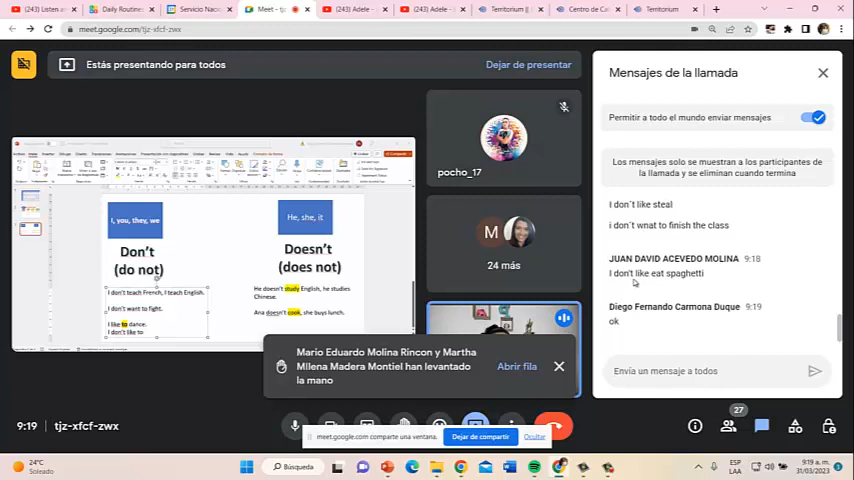 (243) Listen an
Daily Routines
Servicio Nacio
Meet - tjz-xfcf
(243) Adele -
(243) Adele - E
Territorium ||
Centro de Cal
Territorium
meet.google.com/tjz-xfcf-zwx
Estás presentando para todos
Dejar de presentar
I, you, they, we
Don't
(do not)
I don't teach French, I teach English.
I don't want to fight.
I like to dance.
I don't like to
He, she, it
Doesn't
(does not)
He doesn't study English, he studies
Chinese.
Ana doesn't cook, she buys lunch.
pocho_17
M
24 más
Mensajes de la llamada
Permitir a todo el mundo enviar mensajes
Los mensajes solo se muestran a los participantes de
la llamada y se eliminan cuando termina
I don´t like steal
i don´t wnat to finish the class
JUAN DAVID ACEVEDO MOLINA 9:18
I don't like eat spaghetti
Diego Fernando Carmona Duque 9:19
ok
Envía un mensaje a todos
Mario Eduardo Molina Rincon y Martha
MIlena Madera Montiel han levantado
la mano
Abrir fila
9:19
tjz-xfcf-zwx
27
meet.google.com comparte una ventana.
Dejar de compartir
Ocultar
24°C
Soleado
Búsqueda
ESP
LAA
9:19 a.m.
31/03/2023